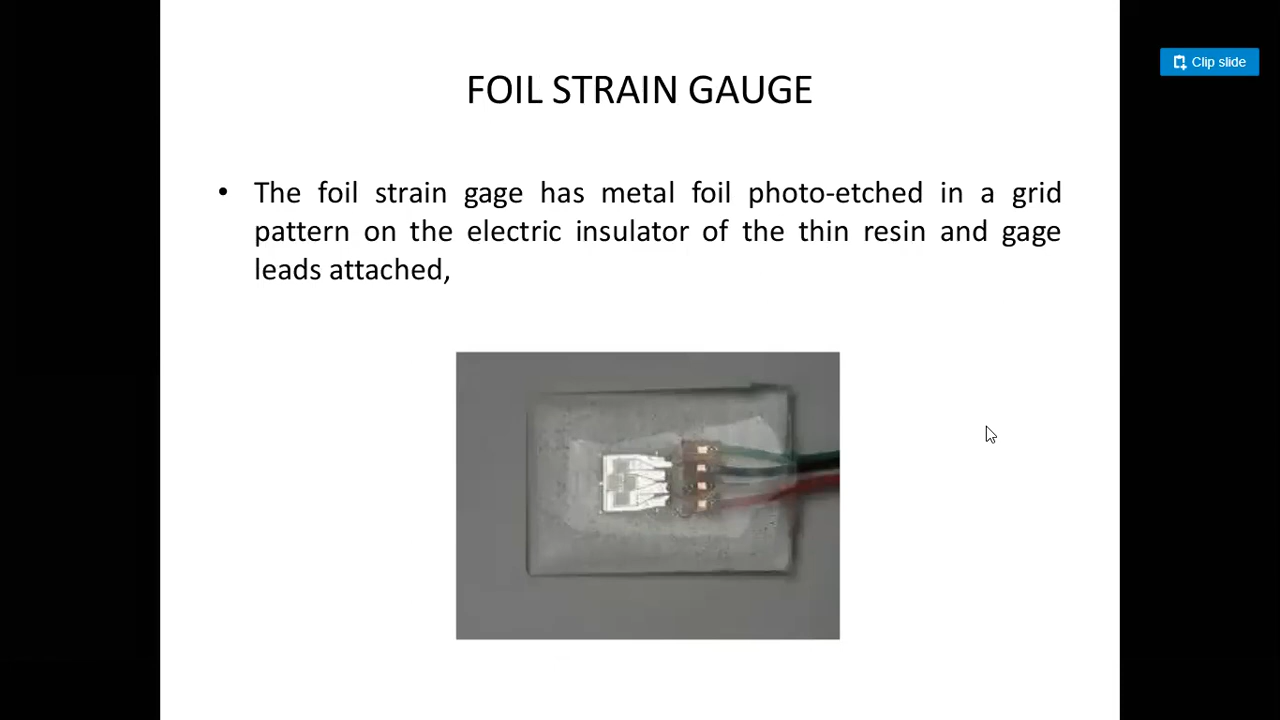 Clip slide
FOIL STRAIN GAUGE
• The foil strain gage has metal foil photo-etched in a grid
pattern on the electric insulator of the thin resin and gage
leads attached,